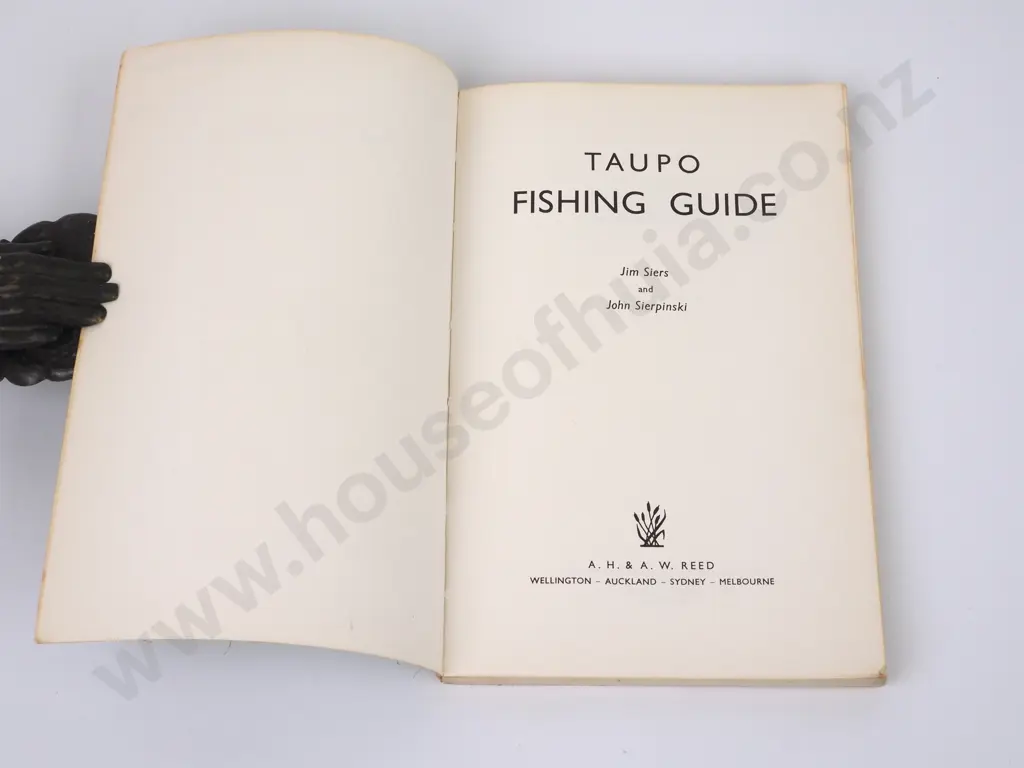 TAUPO
FISHING GUIDE
Jim Siers
and
John Sierpinski
A. H. & A. W. REED
WELLINGTON – AUCKLAND – SYDNEY – MELBOURNE
www.houseofhuia.co.nz